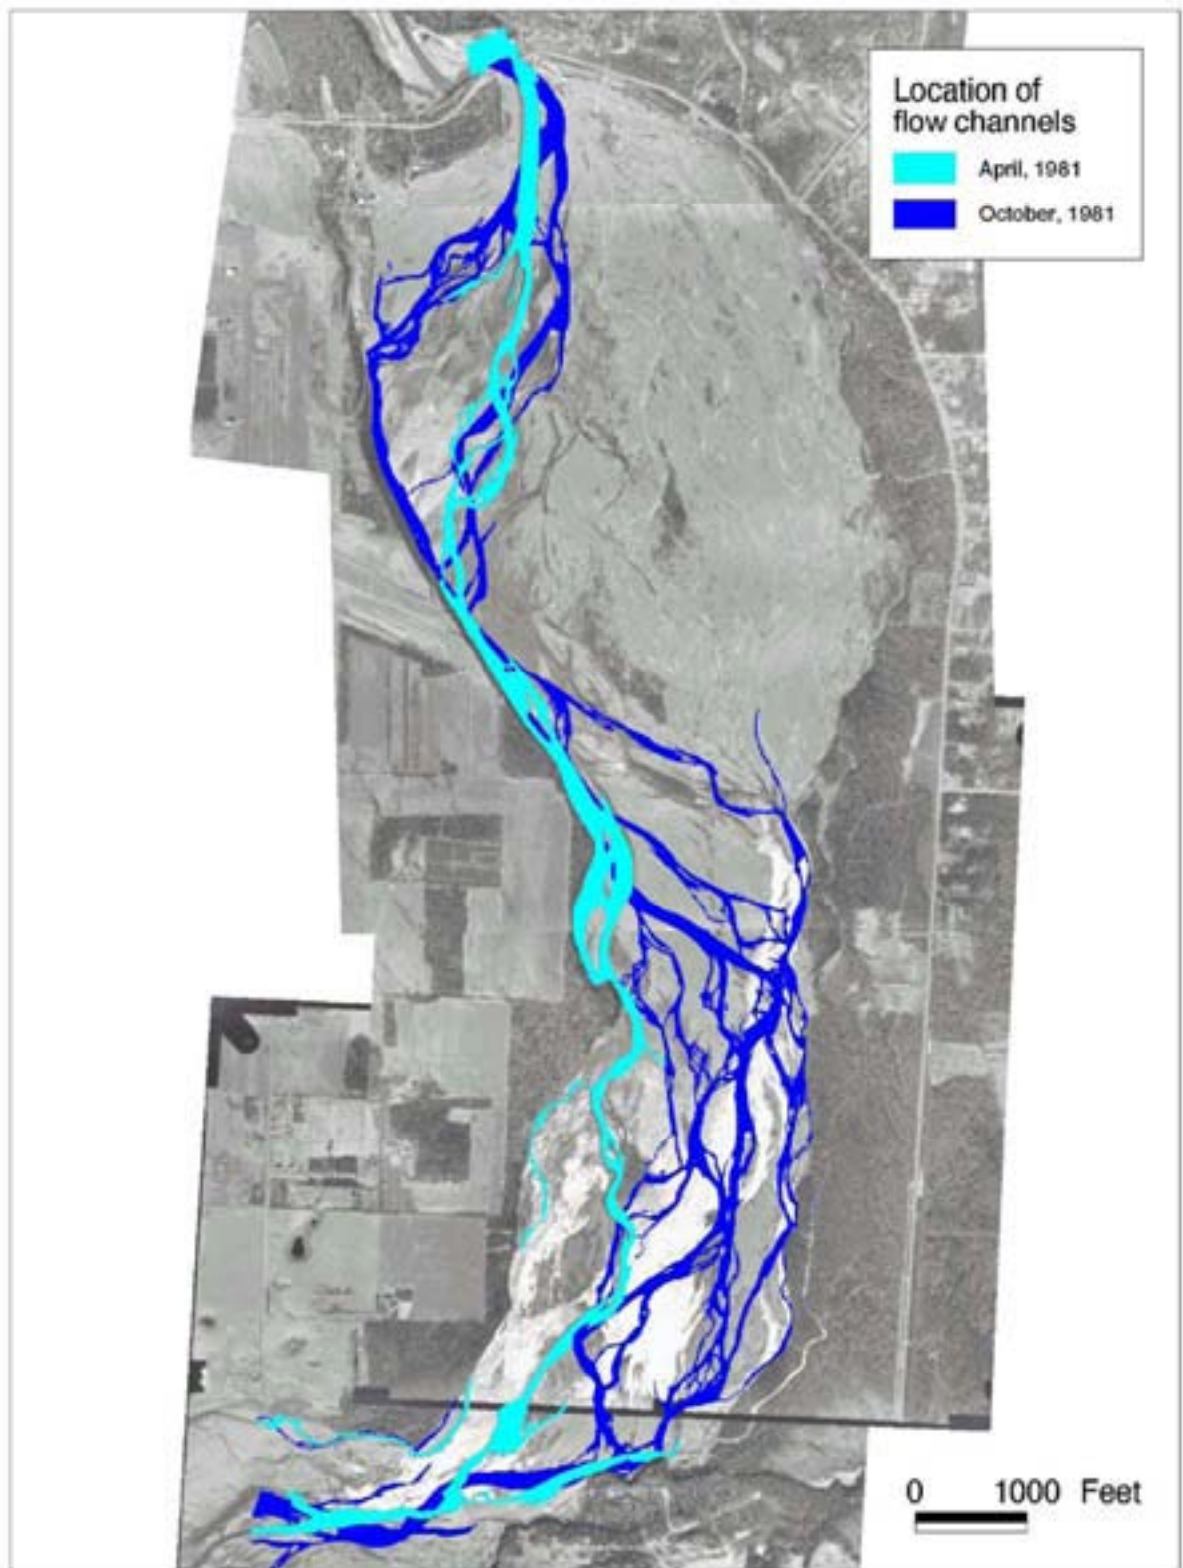 Location of
flow channels
April, 1981
October, 1981
0 1000 Feet